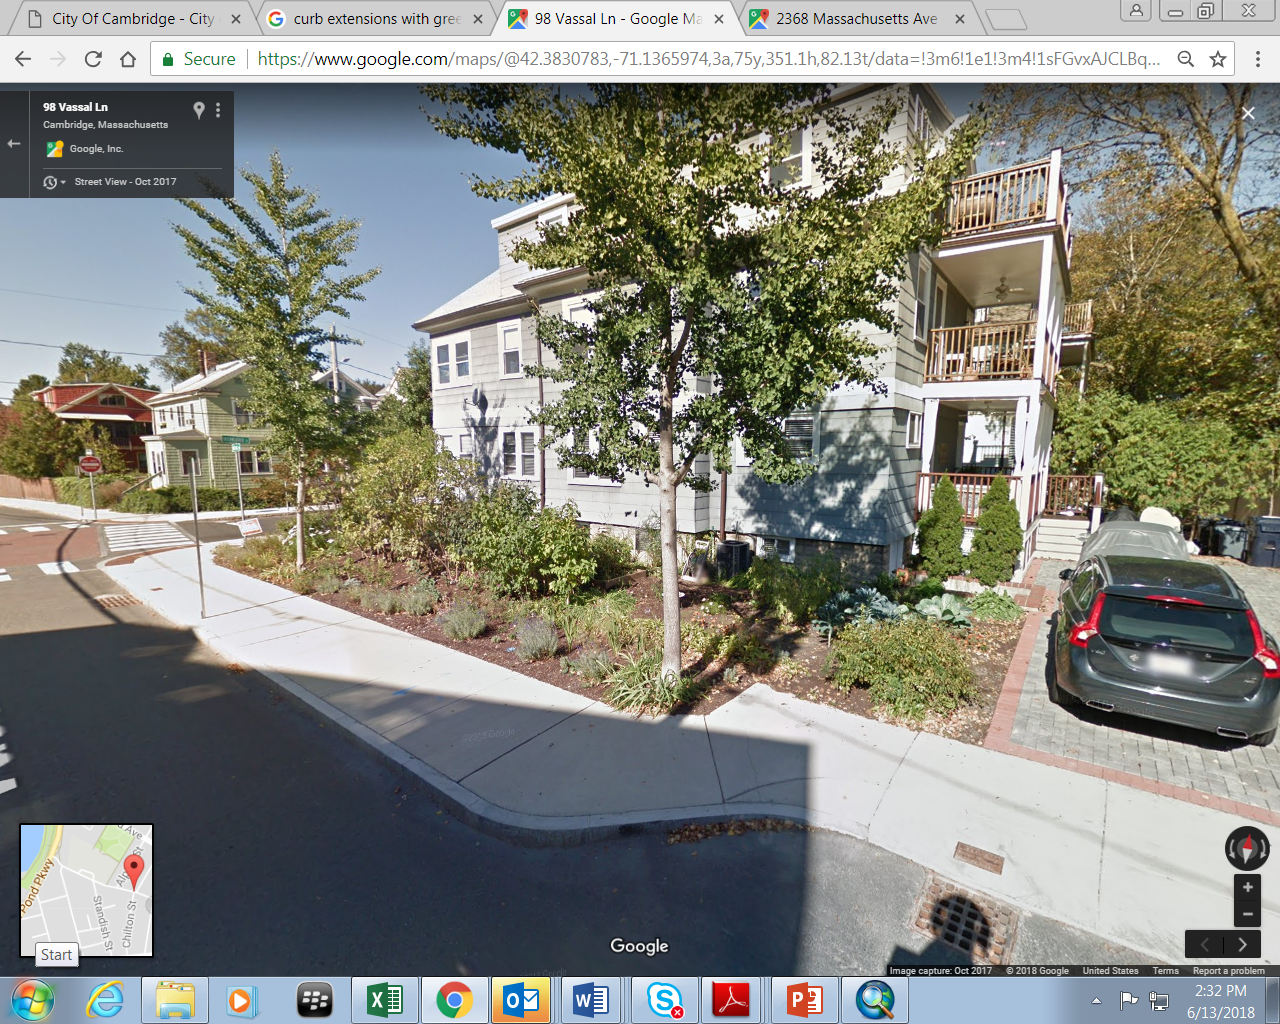 City Of Cambridge - City
curb extensions with gree
98 Vassal Ln - Google Ma
2368 Massachusetts Ave
Secure
https://www.google.com/maps/@42.3830783,-71.1365974,3a,75y,351.1h,82.13t/data=!3m6!1e1!3m4!1sFGvxAJCLBq...
98 Vassal Ln
Cambridge, Massachusetts
Google, Inc.
Street View - Oct 2017
Pond Pkwy
Standish St
Chilton St
Start
Google
Image capture: Oct 2017 © 2018 Google United States Terms Report a problem
2:32 PM
6/13/2018